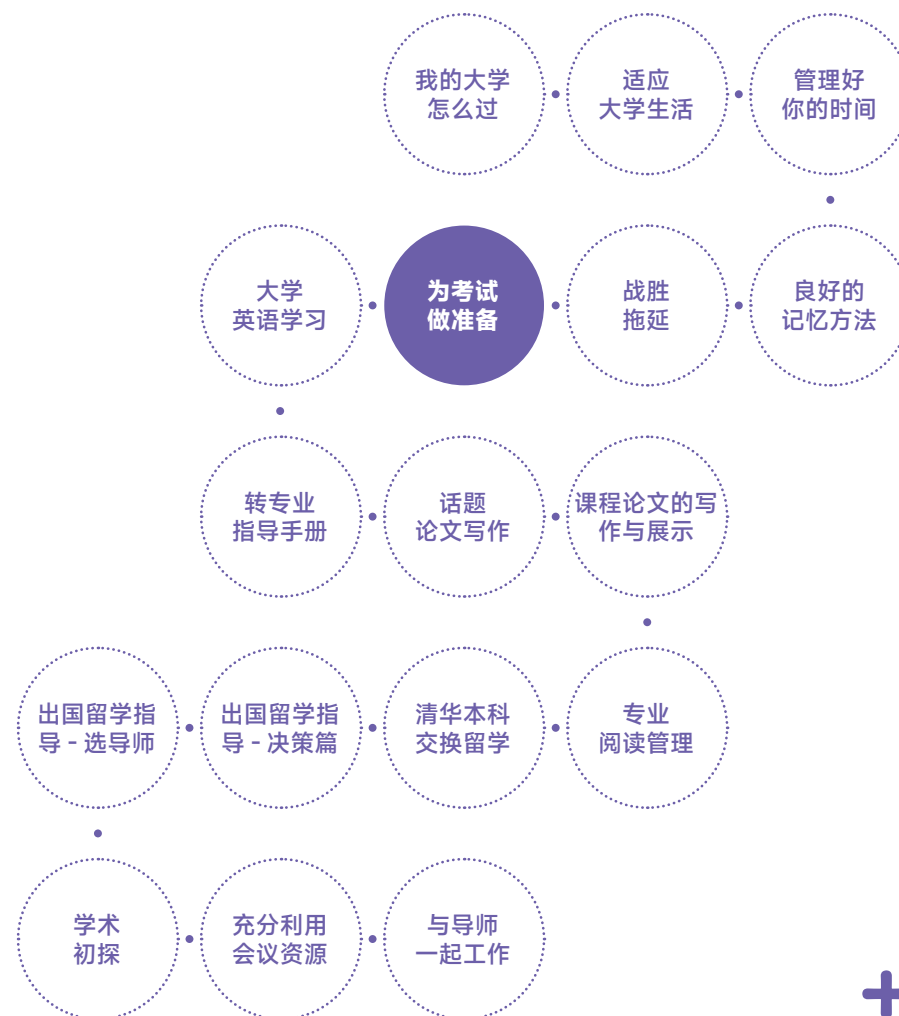 我的大学
怎么过
适应
大学生活
管理好
你的时间
大学
英语学习
为考试
做准备
战胜
拖延
良好的
记忆方法
转专业
指导手册
话题
论文写作
课程论文的写
作与展示
出国留学指
导 - 选导师
出国留学指
导 - 决策篇
清华本科
交换留学
专业
阅读管理
学术
初探
充分利用
会议资源
与导师
一起工作